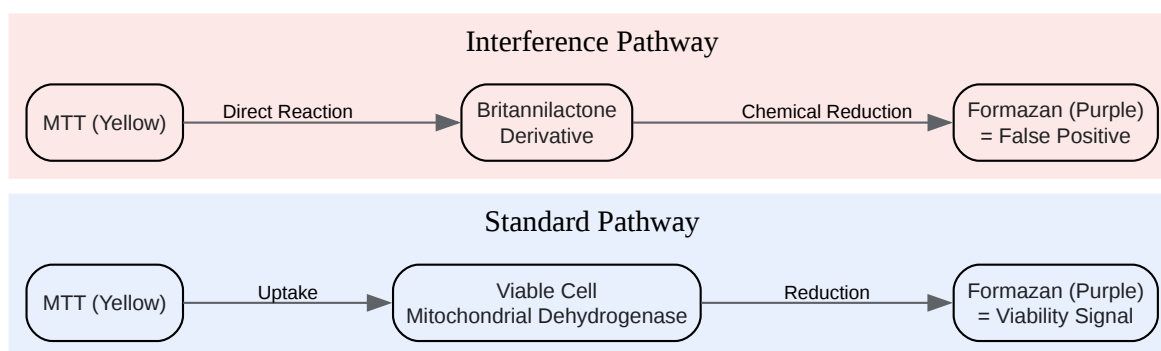 Interference Pathway
MTT (Yellow)
Direct Reaction
Britannilactone
Derivative
Chemical Reduction
Formazan (Purple)
= False Positive
Standard Pathway
MTT (Yellow)
Uptake
Viable Cell
Mitochondrial Dehydrogenase
Reduction
Formazan (Purple)
= Viability Signal